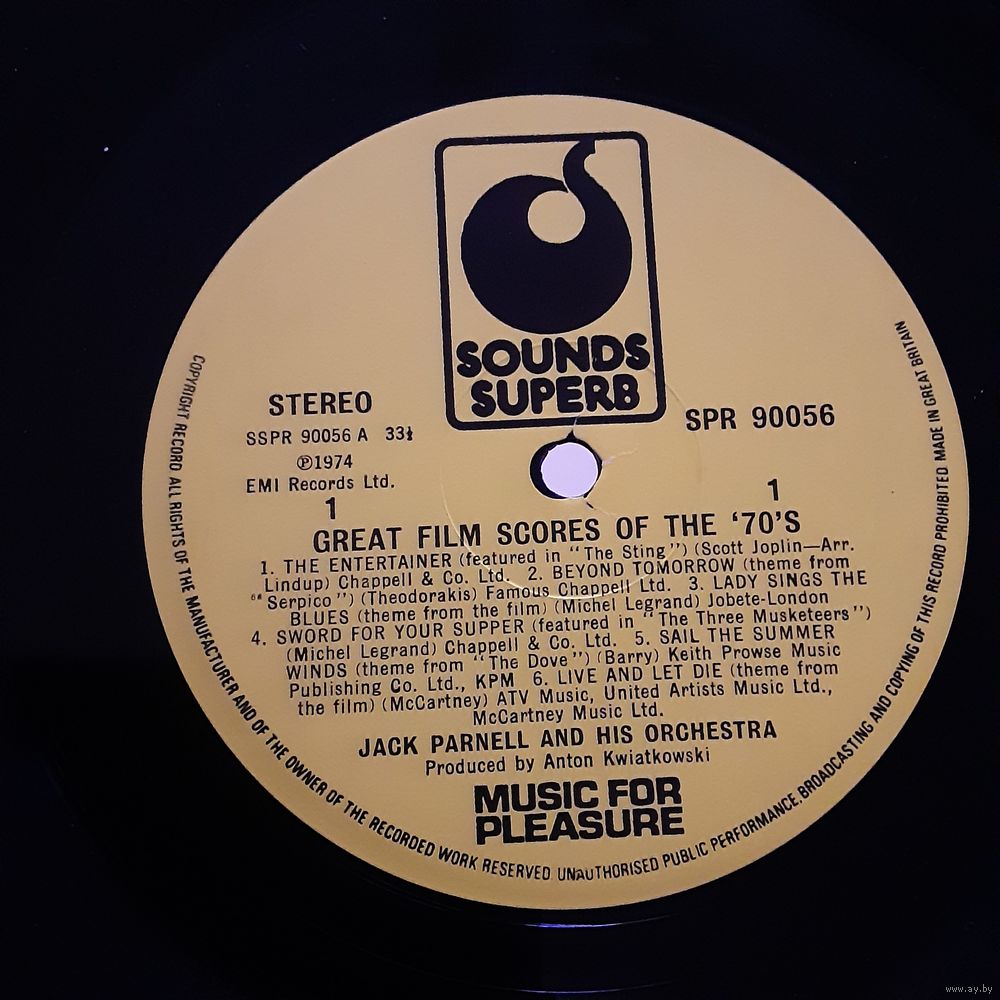 SOUNDS
SUPERB
STEREO
SSPR 90056 A 33⅓
Ⓟ1974
EMI Records Ltd.
1
SPR 90056
1
GREAT FILM SCORES OF THE ‘70’S
1. THE ENTERTAINER (featured in “The Sting”) (Scott Joplin—Arr.
Lindup) Chappell & Co. Ltd. 2. BEYOND TOMORROW (theme from
“Serpico”) (Theodorakis) Famous Chappell Ltd. 3. LADY SINGS THE
BLUES (theme from the film) (Michel Legrand) Jobete-London
4. SWORD FOR YOUR SUPPER (featured in “The Three Musketeers”)
(Michel Legrand) Chappell & Co. Ltd. 5. SAIL THE SUMMER
WINDS (theme from “The Dove”) (Barry) Keith Prowse Music
Publishing Co. Ltd., KPM 6. LIVE AND LET DIE (theme from
the film) (McCartney) ATV Music, United Artists Music Ltd.,
McCartney Music Ltd.
JACK PARNELL AND HIS ORCHESTRA
Produced by Anton Kwiatkowski
MUSIC FOR
PLEASURE
COPYRIGHT RECORD. ALL RIGHTS OF THE MANUFACTURER AND OF THE OWNER OF THE RECORDED WORK RESERVED. UNAUTHORISED PUBLIC PERFORMANCE, BROADCASTING AND COPYING OF THIS RECORD PROHIBITED MADE IN GREAT BRITAIN
www.ay.by